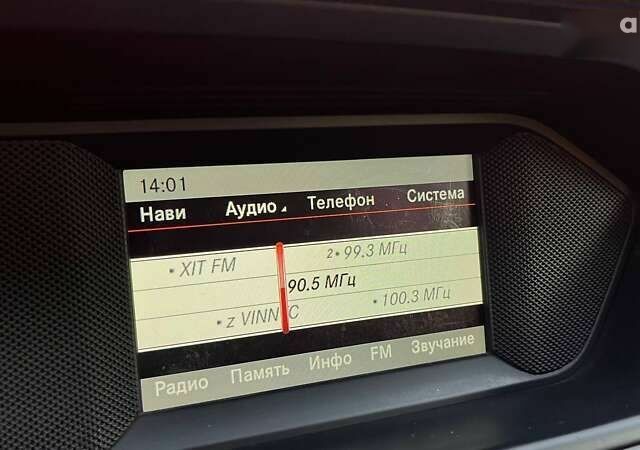 14:01
Нави Аудио Телефон Система
• XIT FM 2• 99.3 МГц
90.5 МГц
• z VINN C • 100.3 МГц
Радио Память Инфо FM Звучание